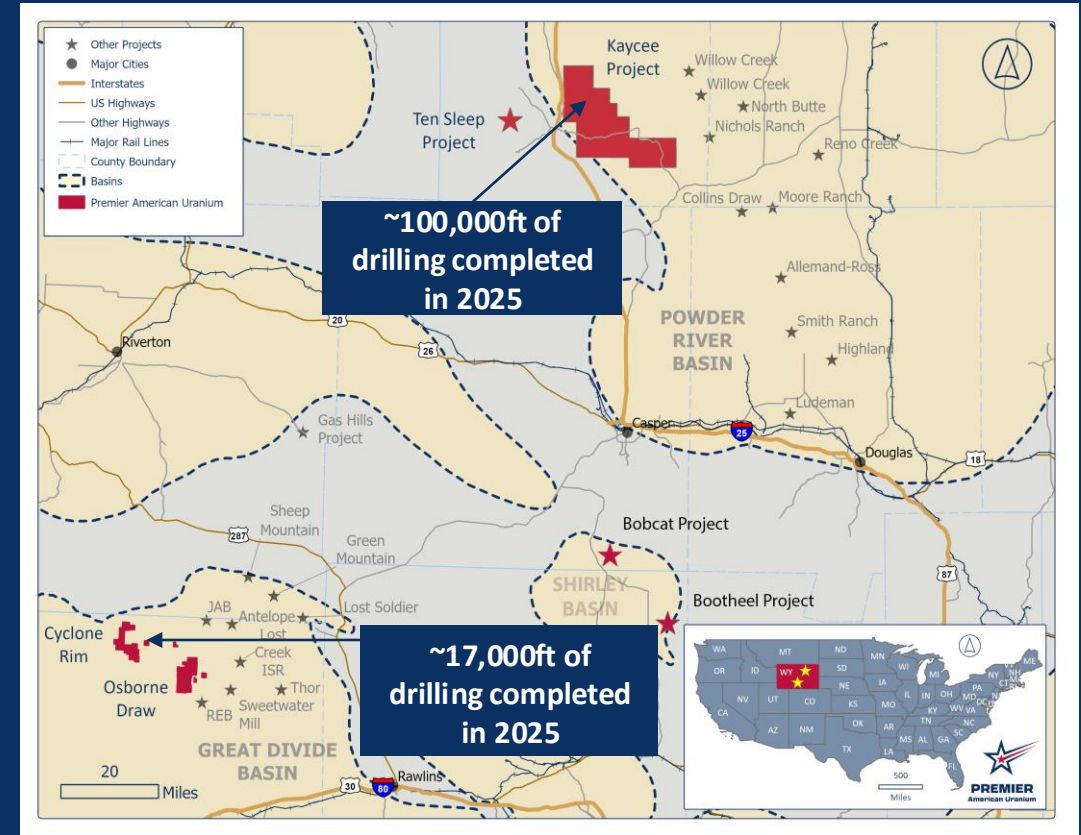 Other Projects
Major Cities
Interstates
US Highways
Other Highways
Major Rail Lines
County Boundary
Basins
Premier American Uranium
Kaycee
Project
Willow Creek
Willow Creek
North Butte
Nichols Ranch
Reno Creek
Ten Sleep
Project
Collins Draw
Moore Ranch
~100,000ft of
drilling completed
in 2025
Allemand-Ross
POWDER
RIVER
BASIN
Smith Ranch
Highland
20
26
Riverton
Ludeman
Gas Hills
Project
Casper
25
Douglas
18
Sheep
Mountain
287
Green
Mountain
Bobcat Project
SHIRLEY
BASIN
87
Bootheel Project
JAB
Antelope
Lost Soldier
Cyclone
Rim
Lost
Creek
ISR
~17,000ft of
drilling completed
in 2025
Osborne
Draw
Thor
REB
Sweetwater
Mill
GREAT DIVIDE
BASIN
20
Miles
30
80
Rawlins
WA
MT
ND
MN
ME
OR
ID
WY
SD
WI
MI
NY
NH
MA
NV
UT
CO
NE
IA
IL
IN
OH
PA
CT
MD
DC
CA
KS
MO
KY
WV
VA
AZ
NM
OK
AR
TN
NC
SC
TX
LA
MS
AL
GA
FL
500
Miles
PREMIER
American Uranium